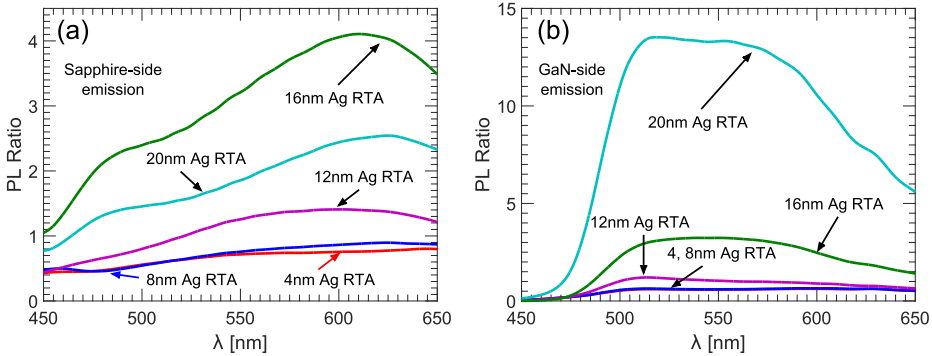 (a)
Sapphire-side
emission
16nm Ag RTA
20nm Ag RTA
12nm Ag RTA
8nm Ag RTA
4nm Ag RTA
PL Ratio
0
1
2
3
4
450
500
550
600
650
λ [nm]
(b)
GaN-side
emission
20nm Ag RTA
16nm Ag RTA
12nm Ag RTA
4, 8nm Ag RTA
PL Ratio
0
5
10
15
450
500
550
600
650
λ [nm]